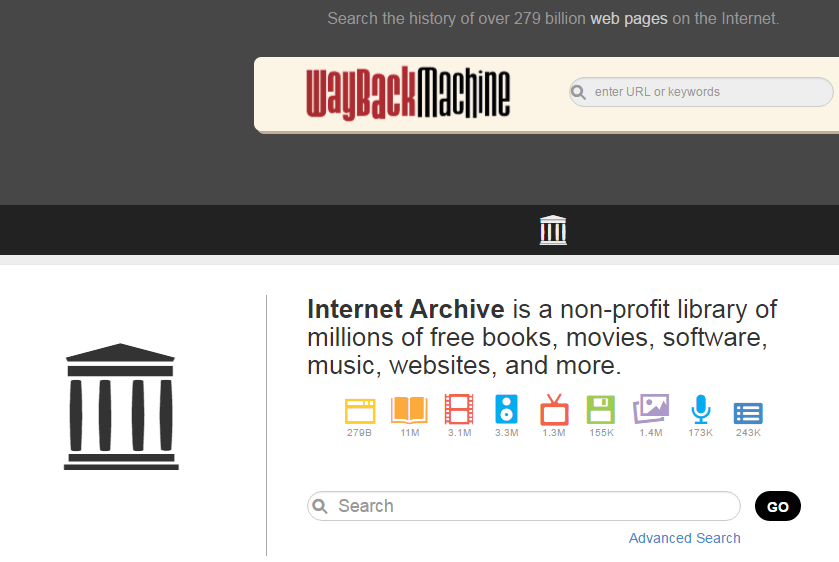 Search the history of over 279 billion web pages on the Internet.
WayBackMachine
enter URL or keywords
Internet Archive is a non-profit library of
millions of free books, movies, software,
music, websites, and more.
279B 11M 3.1M 3.3M 1.3M 155K 1.4M 173K 243K
Search
GO
Advanced Search